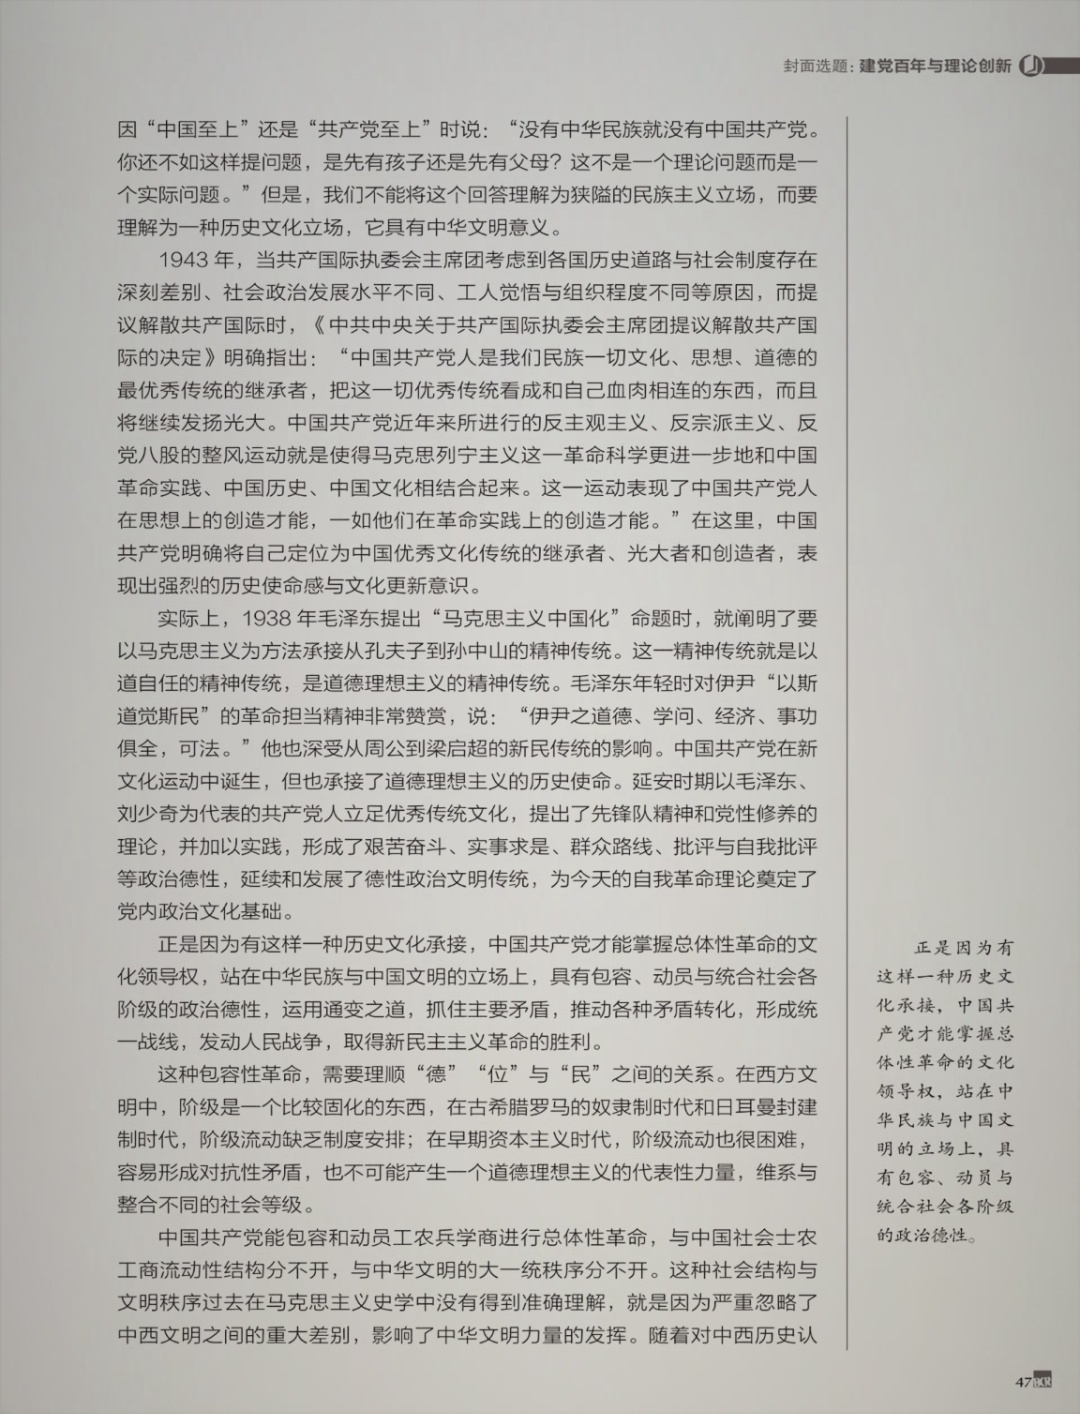 封面选题：建党百年与理论创新
因“中国至上”还是“共产党至上”时说：“没有中华民族就没有中国共产党。
你还不如这样提问题，是先有孩子还是先有父母？这不是一个理论问题而是一
个实际问题。”但是，我们不能将这个回答理解为狭隘的民族主义立场，而要
理解为一种历史文化立场，它具有中华文明意义。
1943 年，当共产国际执委会主席团考虑到各国历史道路与社会制度存在
深刻差别、社会政治发展水平不同、工人觉悟与组织程度不同等原因，而提
议解散共产国际时，《中共中央关于共产国际执委会主席团提议解散共产国
际的决定》明确指出：“中国共产党人是我们民族一切文化、思想、道德的
最优秀传统的继承者，把这一切优秀传统看成和自己血肉相连的东西，而且
将继续发扬光大。中国共产党近年来所进行的反主观主义、反宗派主义、反
党八股的整风运动就是使得马克思列宁主义这一革命科学更进一步地和中国
革命实践、中国历史、中国文化相结合起来。这一运动表现了中国共产党人
在思想上的创造才能，一如他们在革命实践上的创造才能。”在这里，中国
共产党明确将自己定位为中国优秀文化传统的继承者、光大者和创造者，表
现出强烈的历史使命感与文化更新意识。
实际上，1938 年毛泽东提出“马克思主义中国化”命题时，就阐明了要
以马克思主义为方法承接从孔夫子到孙中山的精神传统。这一精神传统就是以
道自任的精神传统，是道德理想主义的精神传统。毛泽东年轻时对伊尹“以斯
道觉斯民”的革命担当精神非常赞赏，说：“伊尹之道德、学问、经济、事功
俱全，可法。”他也深受从周公到梁启超的新民传统的影响。中国共产党在新
文化运动中诞生，但也承接了道德理想主义的历史使命。延安时期以毛泽东、
刘少奇为代表的共产党人立足优秀传统文化，提出了先锋队精神和党性修养的
理论，并加以实践，形成了艰苦奋斗、实事求是、群众路线、批评与自我批评
等政治德性，延续和发展了德性政治文明传统，为今天的自我革命理论奠定了
党内政治文化基础。
正是因为有这样一种历史文化承接，中国共产党才能掌握总体性革命的文
化领导权，站在中华民族与中国文明的立场上，具有包容、动员与统合社会各
阶级的政治德性，运用通变之道，抓住主要矛盾，推动各种矛盾转化，形成统
一战线，发动人民战争，取得新民主主义革命的胜利。
这种包容性革命，需要理顺“德”“位”与“民”之间的关系。在西方文
明中，阶级是一个比较固化的东西，在古希腊罗马的奴隶制时代和日耳曼封建
制时代，阶级流动缺乏制度安排；在早期资本主义时代，阶级流动也很困难，
容易形成对抗性矛盾，也不可能产生一个道德理想主义的代表性力量，维系与
整合不同的社会等级。
中国共产党能包容和动员工农兵学商进行总体性革命，与中国社会士农
工商流动性结构分不开，与中华文明的大一统秩序分不开。这种社会结构与
文明秩序过去在马克思主义史学中没有得到准确理解，就是因为严重忽略了
中西文明之间的重大差别，影响了中华文明力量的发挥。随着对中西历史认
正是因为有
这样一种历史文
化承接，中国共
产党才能掌握总
体性革命的文化
领导权，站在中
华民族与中国文
明的立场上，具
有包容、动员与
统合社会各阶级
的政治德性。
47